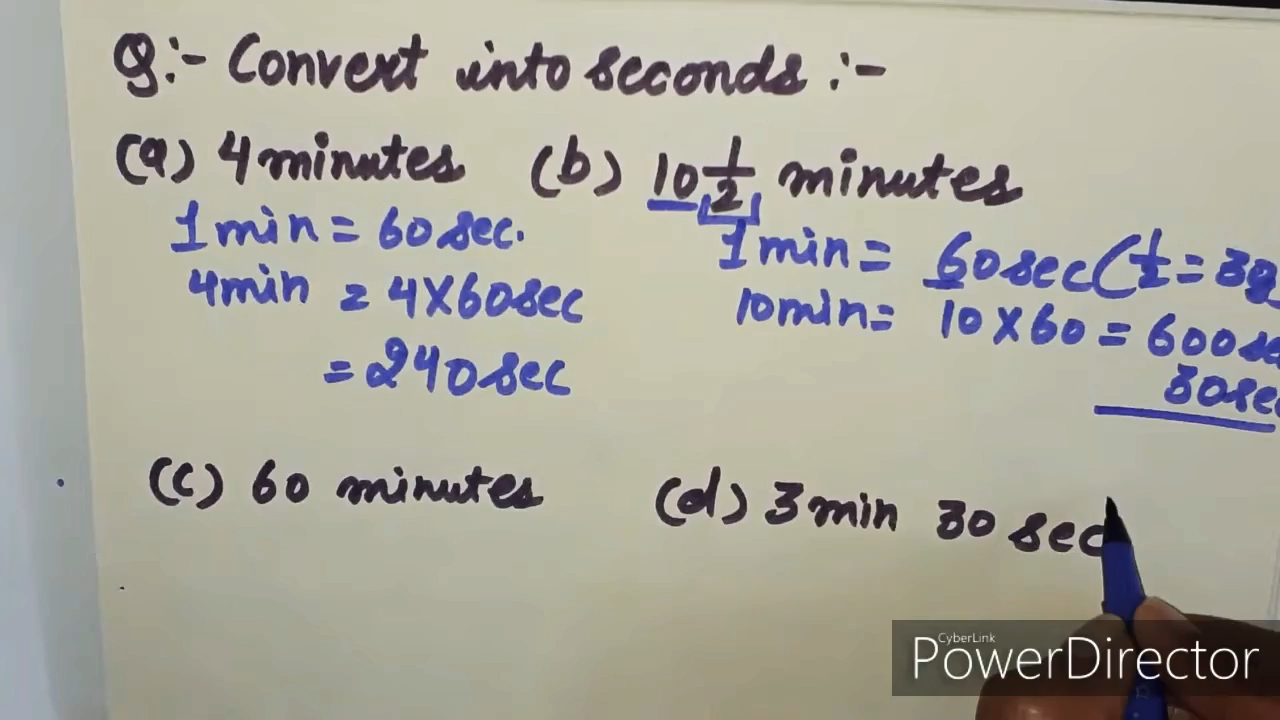 Q:- Convert into seconds :-
(a) 4 minutes (b) 10 1/2 minutes
1 min = 60 sec.
4 min = 4 X 60 sec
= 240 sec
1 min = 60 sec (1/2 = 30
10 min = 10 X 60 = 600 se
30 sec
(c) 60 minutes (d) 3 min 30 sec
CyberLink
PowerDirector